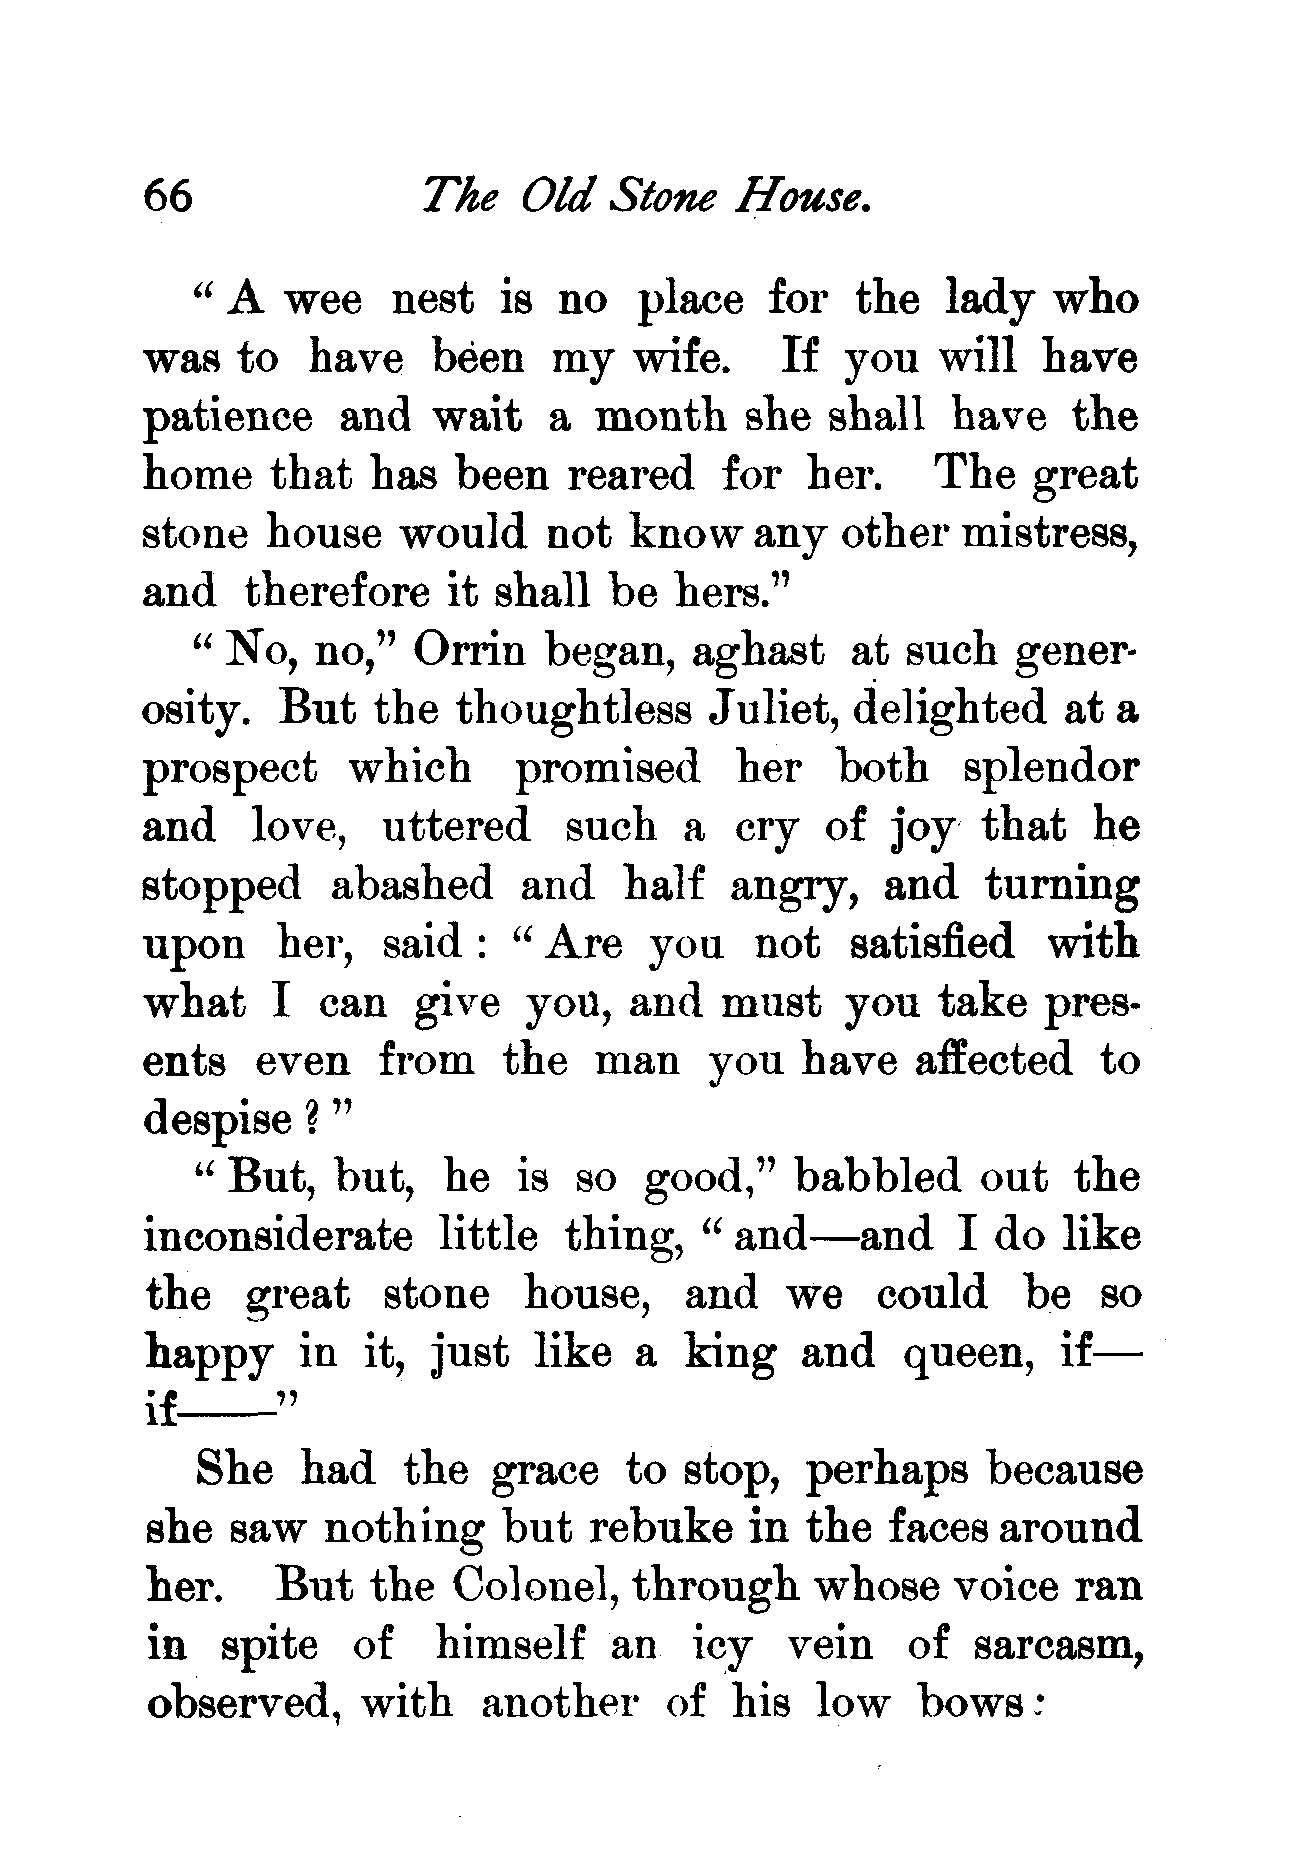 66 The Old Stone House.
“ A wee nest is no place for the lady who
was to have been my wife. If you will have
patience and wait a month she shall have the
home that has been reared for her. The great
stone house would not know any other mistress,
and therefore it shall be hers.”
“ No, no,” Orrin began, aghast at such gener-
osity. But the thoughtless Juliet, delighted at a
prospect which promised her both splendor
and love, uttered such a cry of joy that he
stopped abashed and half angry, and turning
upon her, said : “ Are you not satisfied with
what I can give you, and must you take pres-
ents even from the man you have affected to
despise ? ”
“ But, but, he is so good,” babbled out the
inconsiderate little thing, “ and—and I do like
the great stone house, and we could be so
happy in it, just like a king and queen, if—
if——”
She had the grace to stop, perhaps because
she saw nothing but rebuke in the faces around
her. But the Colonel, through whose voice ran
in spite of himself an icy vein of sarcasm,
observed, with another of his low bows :